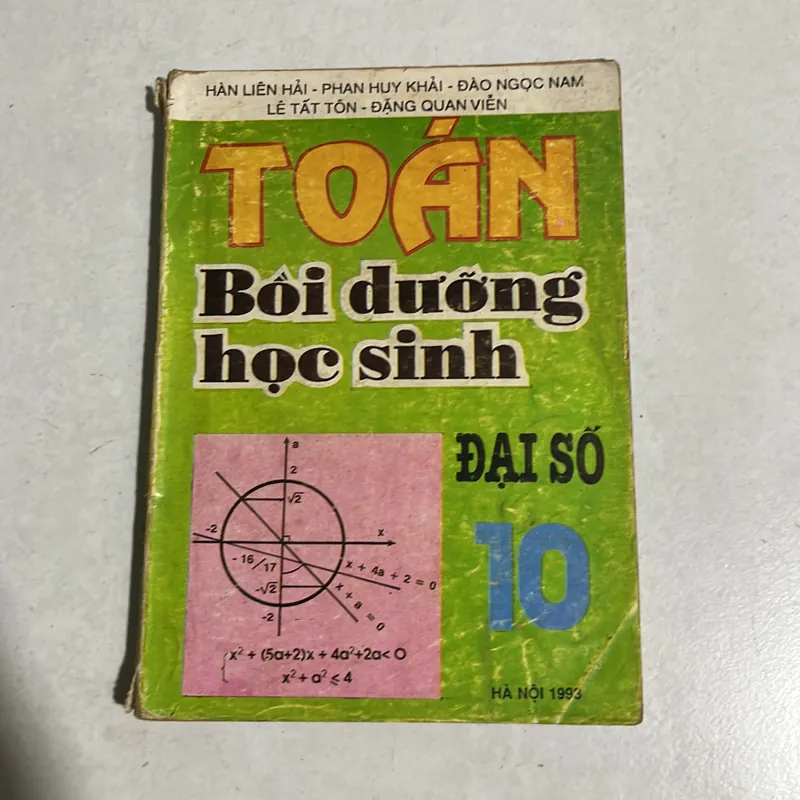 HÀN LIÊN HẢI - PHAN HUY KHẢI - ĐÀO NGỌC NAM
LÊ TẤT TÔN - ĐẶNG QUAN VIỄN
TOÁN
Bồi dưỡng
học sinh
ĐẠI SỐ
10
a
2
√2
-2
x
- 16/17
x + 4a + 2 = 0
-√2
x + a = 0
-2
x² + (5a+2)x + 4a²+2a< O
x² + a² ≤ 4
HÀ NỘI 1993